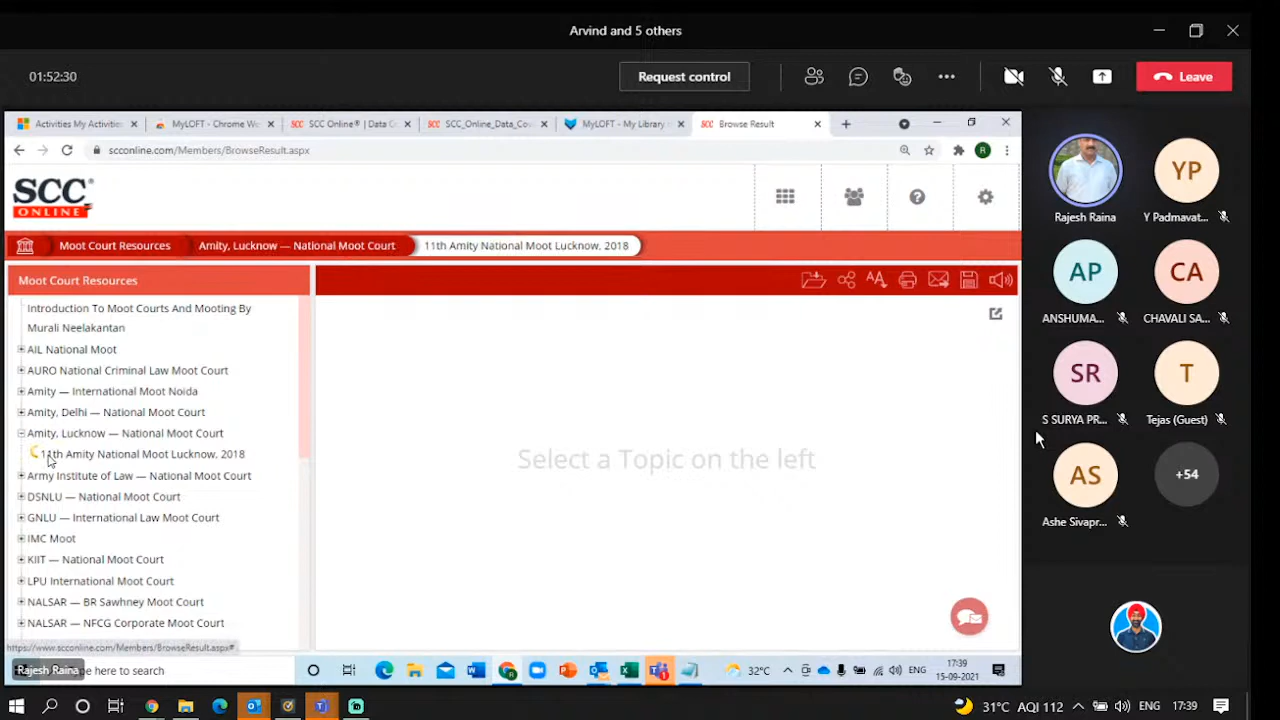 Arvind and 5 others
01:52:30
Request control
Leave
Activities My Activitie
MyLOFT - Chrome We
SCC Online® | Data C
SCC_Online_Data_Co
MyLOFT - My Library
Browse Result
scconline.com/Members/BrowseResult.aspx
R
SCC®
ONLINE
Moot Court Resources
Amity, Lucknow — National Moot Court
11th Amity National Moot Lucknow, 2018
Moot Court Resources
Introduction To Moot Courts And Mooting By
Murali Neelakantan
AIL National Moot
AURO National Criminal Law Moot Court
Amity — International Moot Noida
Amity, Delhi — National Moot Court
Amity, Lucknow — National Moot Court
11th Amity National Moot Lucknow, 2018
Army Institute of Law — National Moot Court
DSNLU — National Moot Court
GNLU — International Law Moot Court
IMC Moot
KIIT — National Moot Court
LPU International Moot Court
NALSAR — BR Sawhney Moot Court
NALSAR — NFCG Corporate Moot Court
Select a Topic on the left
https://www.scconline.com/Members/BrowseResult.aspx#
Rajesh Raina
pe here to search
32°C
ENG
17:39
15-09-2021
Rajesh Raina
YP
Y Padmavat...
AP
ANSHUMA...
CA
CHAVALI SA...
SR
S SURYA PR...
T
Tejas (Guest)
AS
Ashe Sivapr...
+54
31°C AQI 112
ENG
17:39